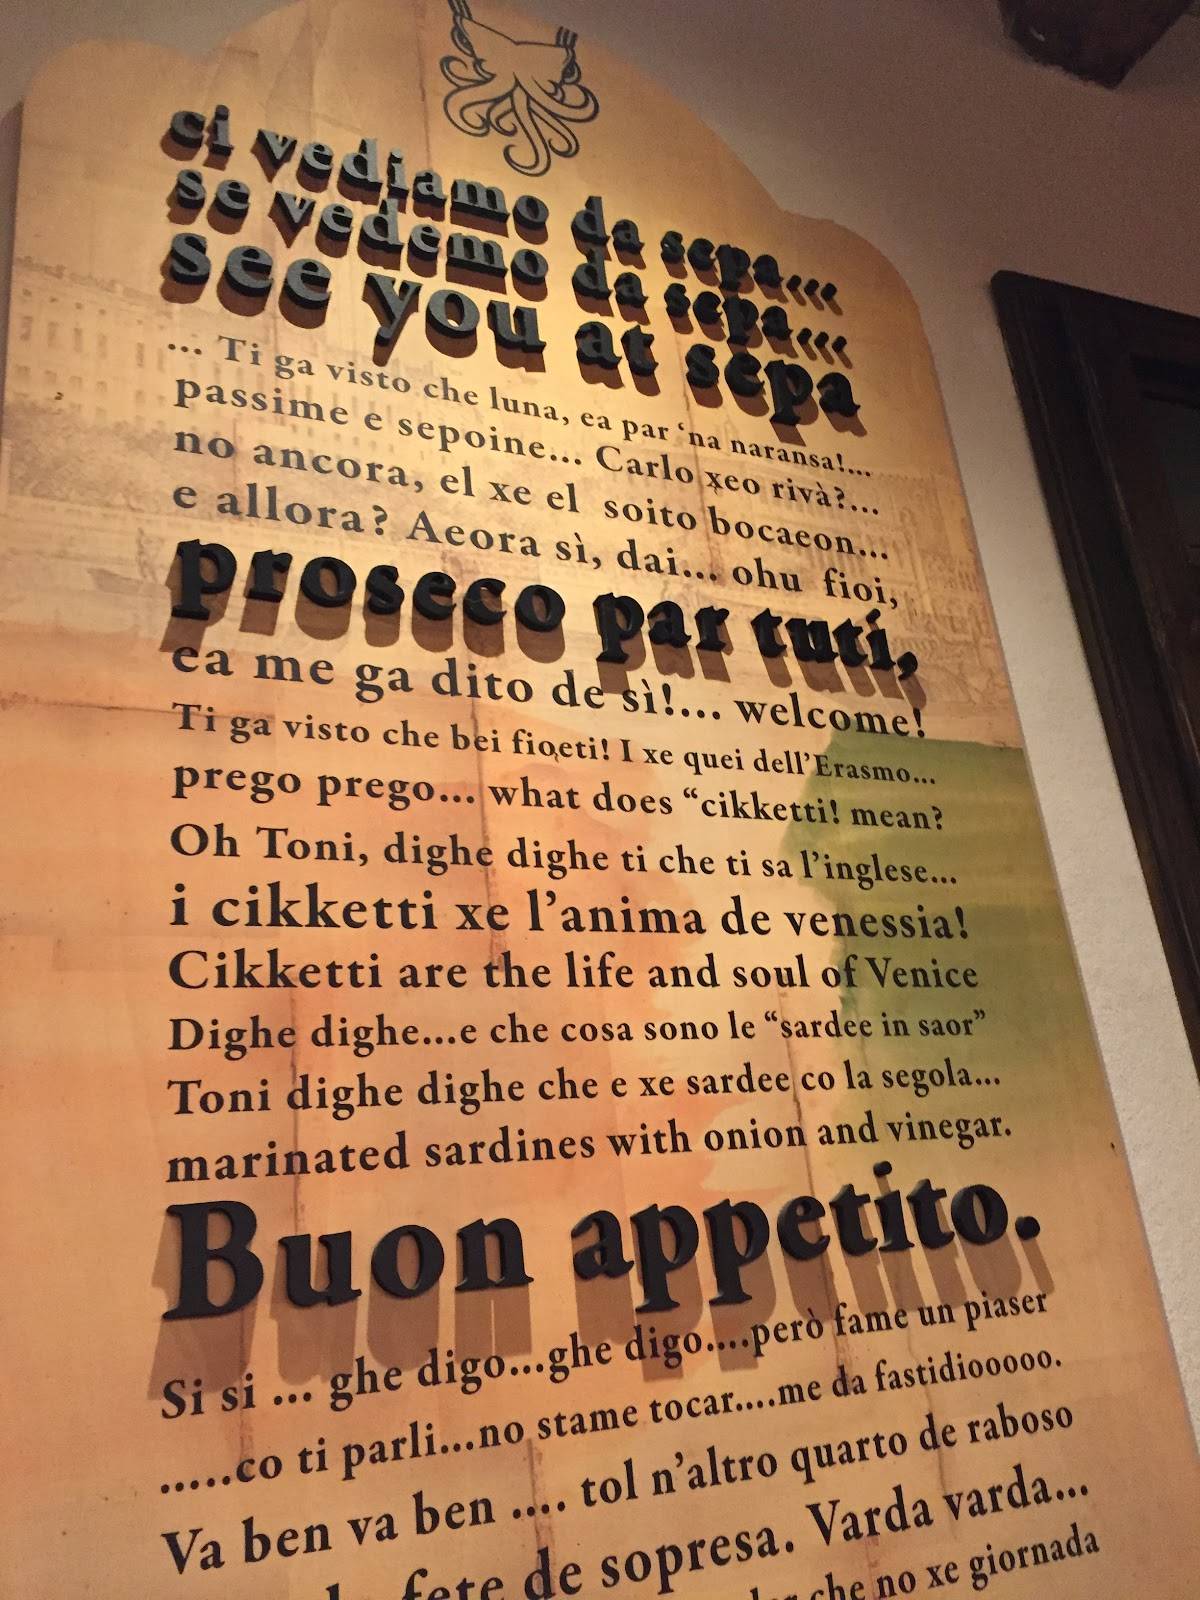 ci vediamo da sepa...
se vedemo da sepa...
see you at sepa
... Ti ga visto che luna, ea par ‘na naransa!...
passime e sepoine... Carlo xeo rivà?...
no ancora, el xe el soito bocaeon...
e allora? Aeora sì, dai... ohu fioi,
proseco par tuti,
ea me ga dito de sì!... welcome!
Ti ga visto che bei fioeti! I xe quei dell’Erasmo...
prego prego... what does “cikketti! mean?
Oh Toni, dighe dighe ti che ti sa l’inglese...
i cikketti xe l’anima de venessia!
Cikketti are the life and soul of Venice
Dighe dighe...e che cosa sono le “sardee in saor”
Toni dighe dighe che e xe sardee co la segola...
marinated sardines with onion and vinegar.
Buon appetito.
Si si ... ghe digo...ghe digo....però fame un piaser
.....co ti parli...no stame tocar....me da fastidiooooo.
Va ben va ben .... tol n’altro quarto de raboso
fete de sopresa. Varda varda...
che no xe giornada